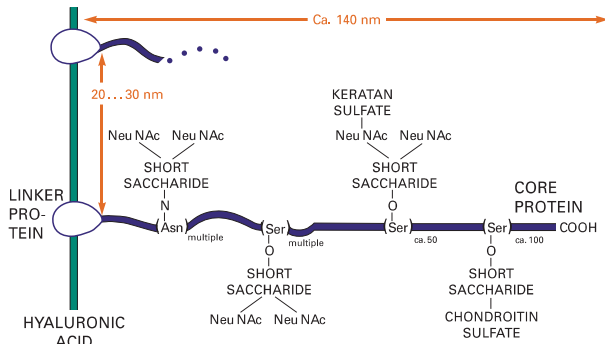 Ca. 140 nm
20...30 nm
KERATAN
SULFATE
Neu NAc Neu NAc
Neu NAc Neu NAc
SHORT
SACCHARIDE
SHORT
SACCHARIDE
LINKER
PRO-
TEIN
CORE
PROTEIN
N
O
(Asn)
multiple
(Ser)
multiple
(Ser)
ca. 50
(Ser)
ca. 100
COOH
O
O
SHORT
SACCHARIDE
SHORT
SACCHARIDE
Neu NAc Neu NAc
CHONDROITIN
SULFATE
HYALURONIC
ACID